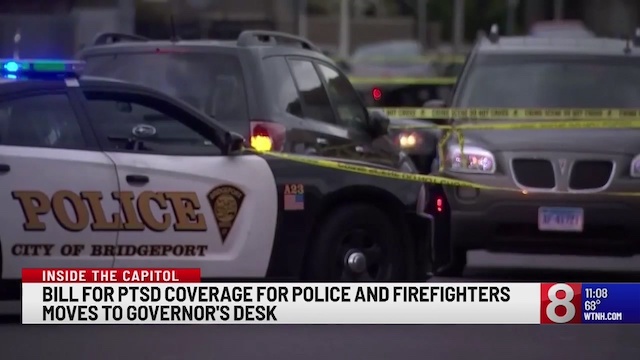 POLICE
CITY OF BRIDGEPORT
A23
INSIDE THE CAPITOL
BILL FOR PTSD COVERAGE FOR POLICE AND FIREFIGHTERS
MOVES TO GOVERNOR'S DESK
8
11:08
68°
WTNH.COM